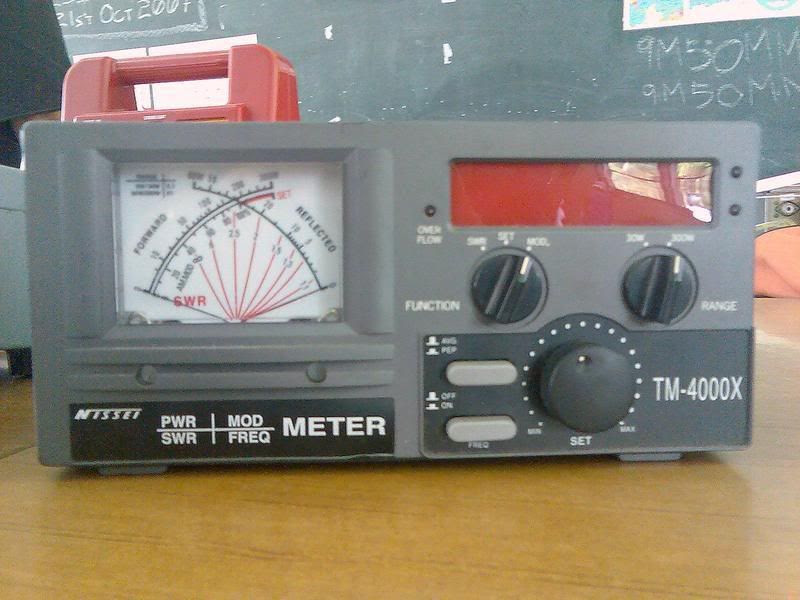 21st Oct 2007
9M50MM
9M50MM
FORWARD
REFLECTED
SET
SWR
OVER
FLOW
SWR
SET
MOD.
30W
300W
FUNCTION
RANGE
AVG
PEP
OFF
ON
FREQ
MIN
SET
MAX
TM-4000X
NISSEI
PWR MOD
SWR FREQ
METER